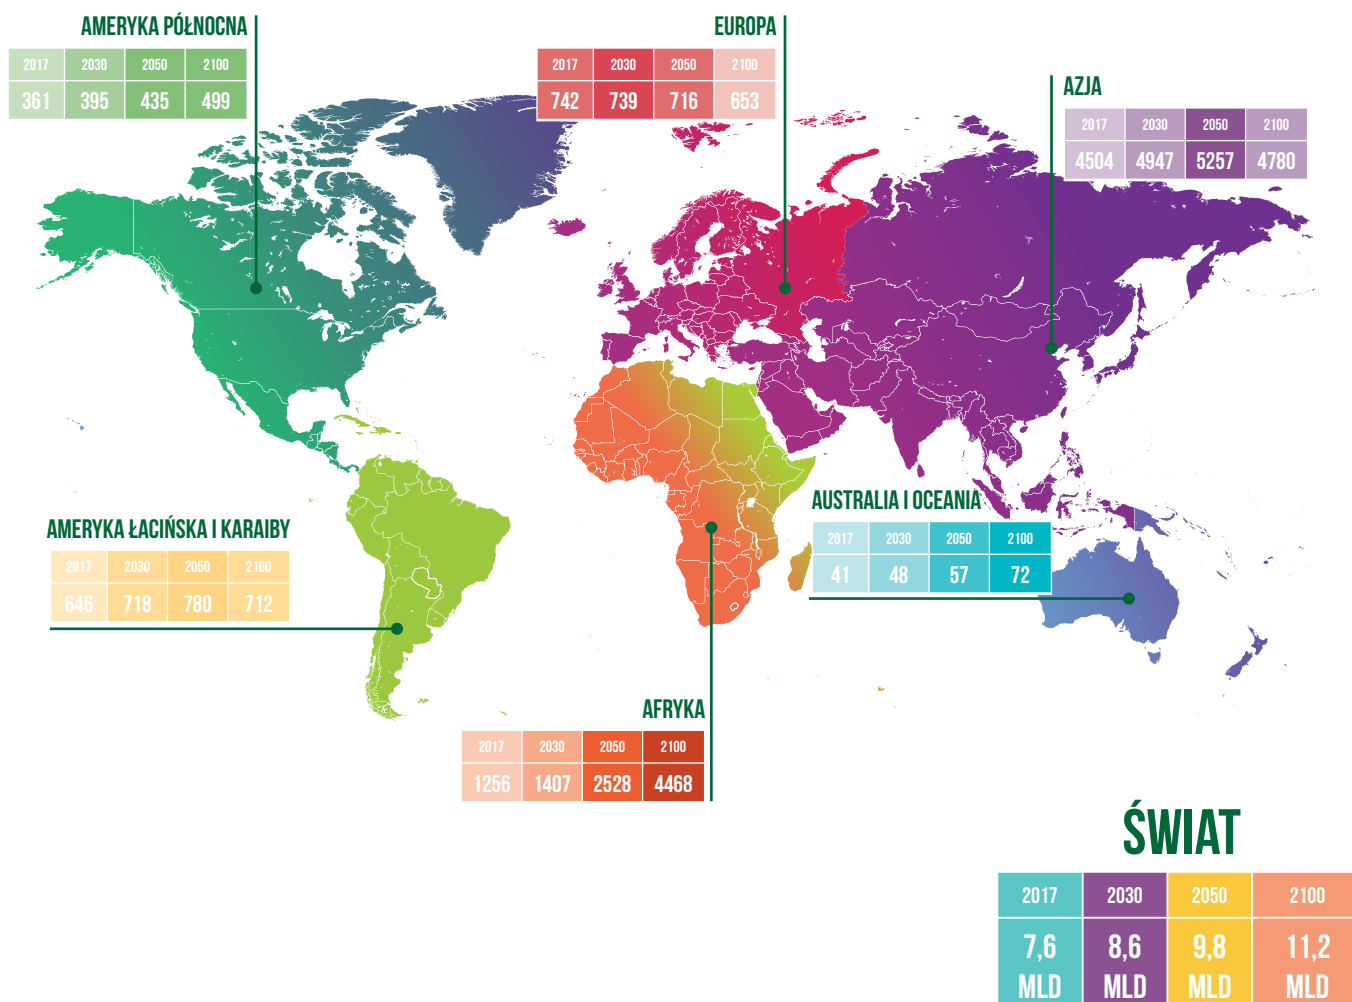 AMERYKA PÓŁNOCNA
2017 2030 2050 2100
361 395 435 499
EUROPA
2017 2030 2050 2100
742 739 716 653
AZJA
2017 2030 2050 2100
4504 4947 5257 4780
AMERYKA ŁACIŃSKA I KARAIBY
2017 2030 2050 2100
646 718 780 712
AUSTRALIA I OCEANIA
2017 2030 2050 2100
41 48 57 72
AFRYKA
2017 2030 2050 2100
1256 1407 2528 4468
ŚWIAT
2017 2030 2050 2100
7,6 8,6 9,8 11,2
MLD MLD MLD MLD